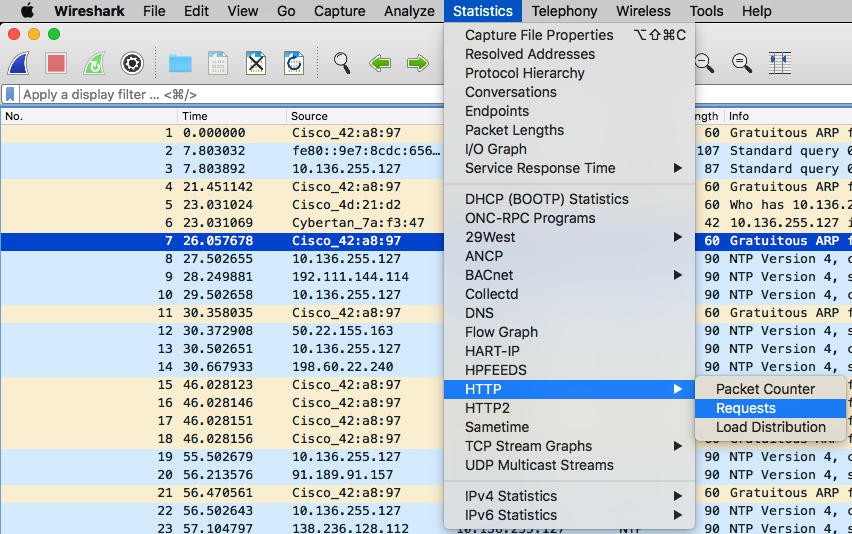 Wireshark File Edit View Go Capture Analyze Statistics Telephony Wireless Tools Help
Apply a display filter ... <⌘/>
No. Time Source ngth Info
1 0.000000 Cisco_42:a8:97 60 Gratuitous ARP f
2 7.803032 fe80::9e7:8cdc:656… 107 Standard query 0
3 7.803892 10.136.255.127 87 Standard query 0
4 21.451142 Cisco_42:a8:97 60 Gratuitous ARP f
5 23.031024 Cisco_4d:21:d2 60 Who has 10.136.2
6 23.031069 Cybertan_7a:f3:47 42 10.136.255.127 i
7 26.057678 Cisco_42:a8:97 60 Gratuitous ARP f
8 27.502655 10.136.255.127 90 NTP Version 4, c
9 28.249881 192.111.144.114 90 NTP Version 4, s
10 29.502658 10.136.255.127 90 NTP Version 4, c
11 30.358035 Cisco_42:a8:97 60 Gratuitous ARP f
12 30.372908 50.22.155.163 90 NTP Version 4, s
13 30.502651 10.136.255.127 90 NTP Version 4, c
14 30.667933 198.60.22.240 90 NTP Version 4, s
15 46.028123 Cisco_42:a8:97
16 46.028146 Cisco_42:a8:97
17 46.028151 Cisco_42:a8:97
18 46.028156 Cisco_42:a8:97
19 55.502679 10.136.255.127 90 NTP Version 4, c
20 56.213576 91.189.91.157 90 NTP Version 4, s
21 56.470561 Cisco_42:a8:97 60 Gratuitous ARP f
22 56.502643 10.136.255.127 90 NTP Version 4, c
23 57.104797 138.236.128.112 10.136.255.127 NTP 90 NTP Version 4, s
Capture File Properties ⌥⇧⌘C
Resolved Addresses
Protocol Hierarchy
Conversations
Endpoints
Packet Lengths
I/O Graph
Service Response Time
DHCP (BOOTP) Statistics
ONC-RPC Programs
29West
ANCP
BACnet
Collectd
DNS
Flow Graph
HART-IP
HPFEEDS
HTTP
HTTP2
Sametime
TCP Stream Graphs
UDP Multicast Streams
IPv4 Statistics
IPv6 Statistics
Packet Counter
Requests
Load Distribution